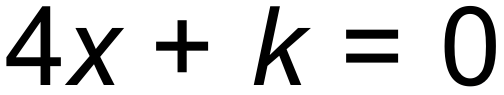 4x + k = 0